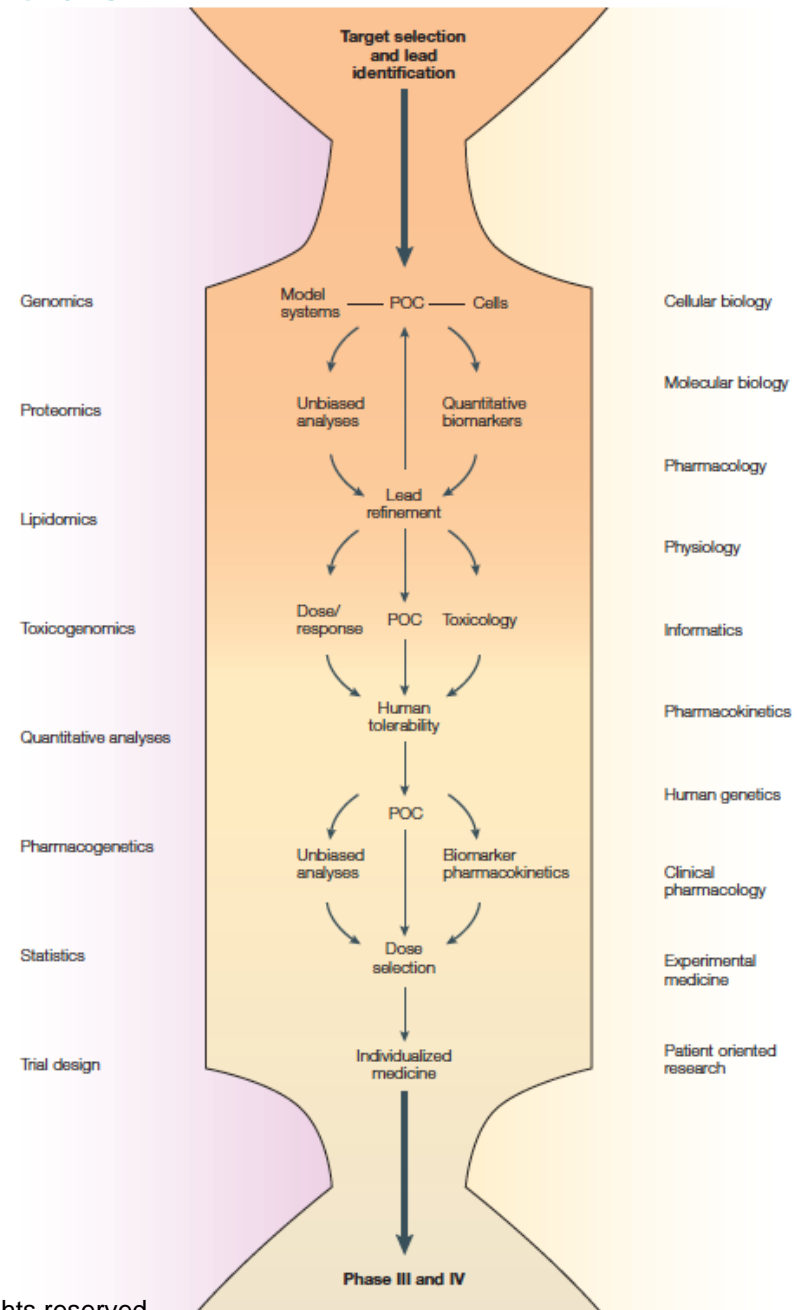 Target selection
and lead
identification
Genomics
Model
systems
POC
Cells
Cellular biology
Molecular biology
Proteomics
Unbiased
analyses
Quantitative
biomarkers
Pharmacology
Lipidomics
Lead
refinement
Physiology
Toxicogenomics
Dose/
response
POC
Toxicology
Informatics
Quantitative analyses
Human
tolerability
Pharmacokinetics
Human genetics
POC
Pharmacogenetics
Unbiased
analyses
Biomarker
pharmacokinetics
Clinical
pharmacology
Statistics
Dose
selection
Experimental
medicine
Trial design
Individualized
medicine
Patient oriented
research
Phase III and IV
hts reserved